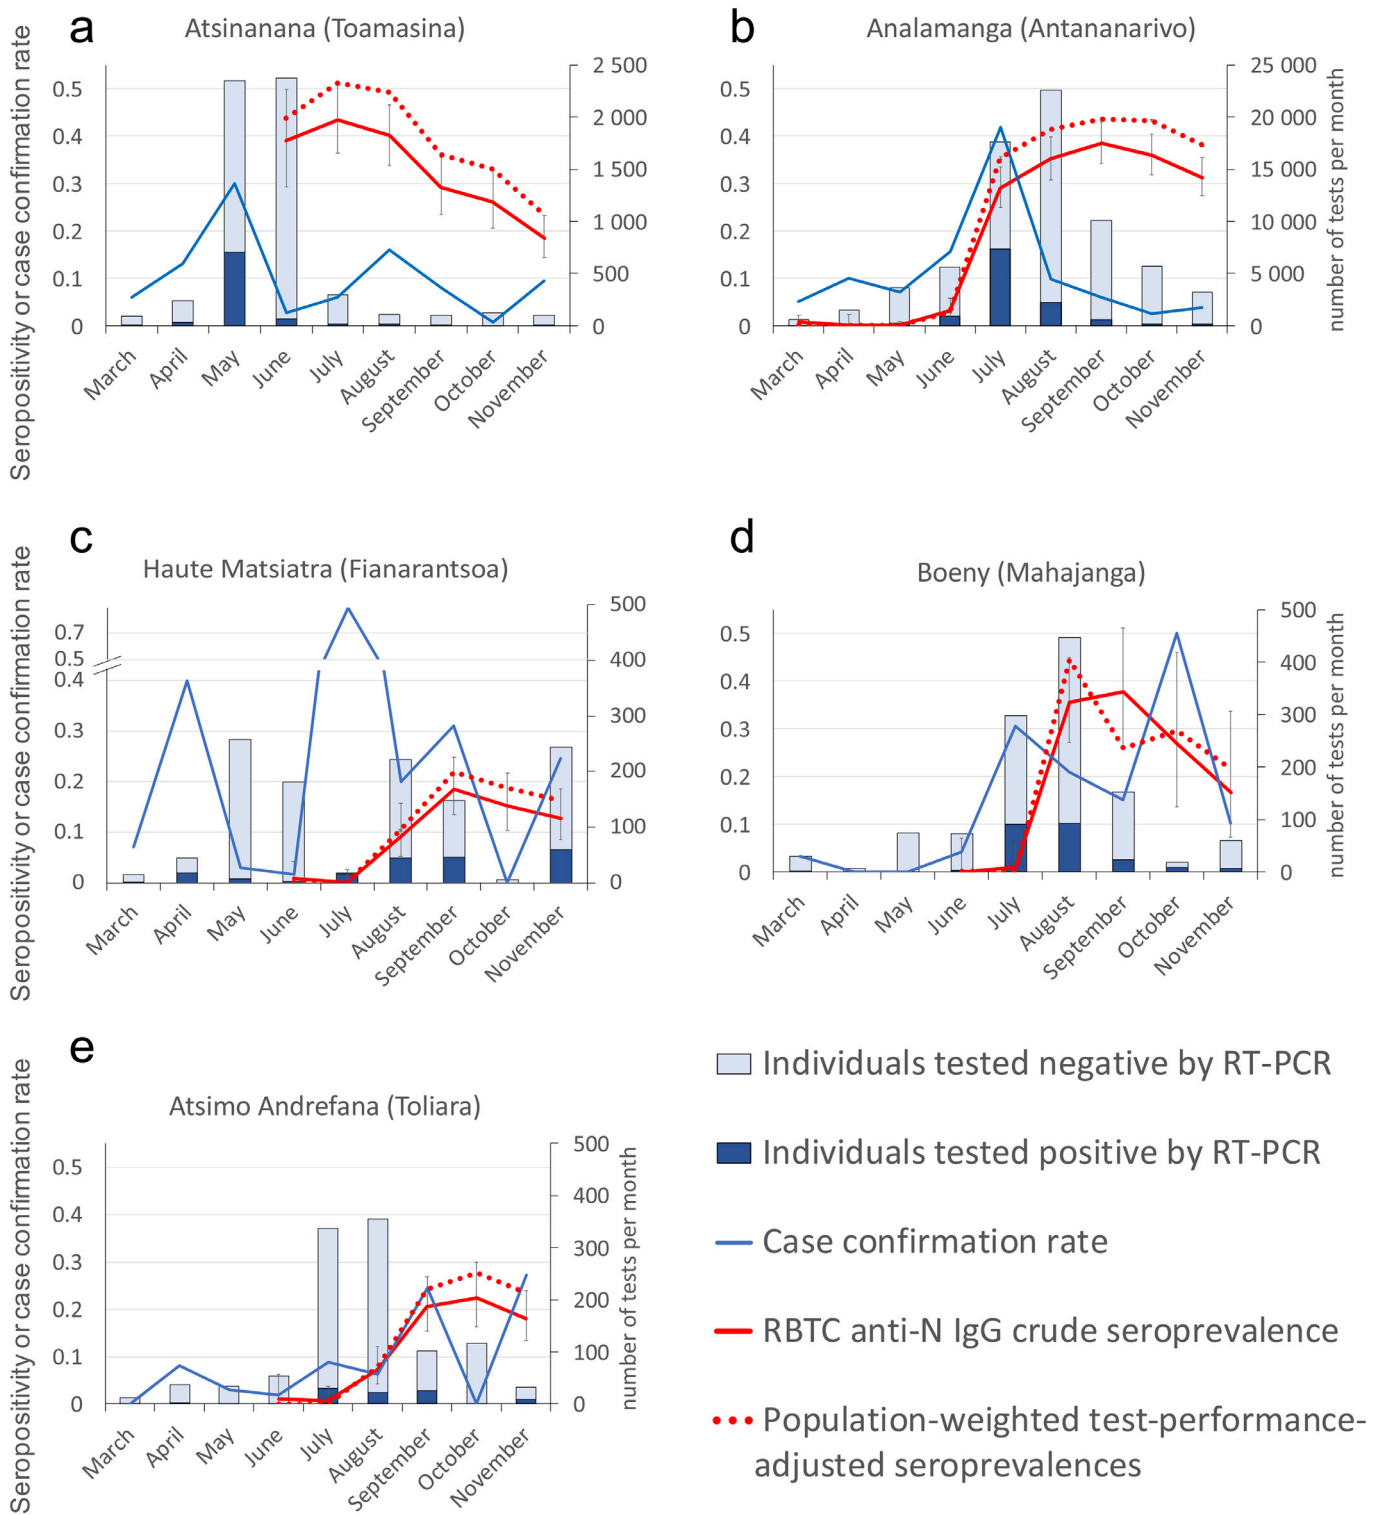 a
Atsinanana (Toamasina)
Seropositivity or case confirmation rate
0.5
0.4
0.3
0.2
0.1
0
2 500
2 000
1 500
1 000
500
0
March
April
May
June
July
August
September
October
November
b
Analamanga (Antananarivo)
0.5
0.4
0.3
0.2
0.1
0
25 000
20 000
15 000
10 000
5 000
0
number of tests per month
March
April
May
June
July
August
September
October
November
c
Haute Matsiatra (Fianarantsoa)
Seropositivity or case confirmation rate
0.7
0.5
0.4
0.3
0.2
0.1
0
500
400
300
200
100
0
March
April
May
June
July
August
September
October
November
d
Boeny (Mahajanga)
0.5
0.4
0.3
0.2
0.1
0
500
400
300
200
100
0
number of tests per month
March
April
May
June
July
August
September
October
November
e
Atsimo Andrefana (Toliara)
Seropositivity or case confirmation rate
0.5
0.4
0.3
0.2
0.1
0
500
400
300
200
100
0
number of tests per month
March
April
May
June
July
August
September
October
November
Individuals tested negative by RT-PCR
Individuals tested positive by RT-PCR
Case confirmation rate
RBTC anti-N IgG crude seroprevalence
Population-weighted test-performance-
adjusted seroprevalences